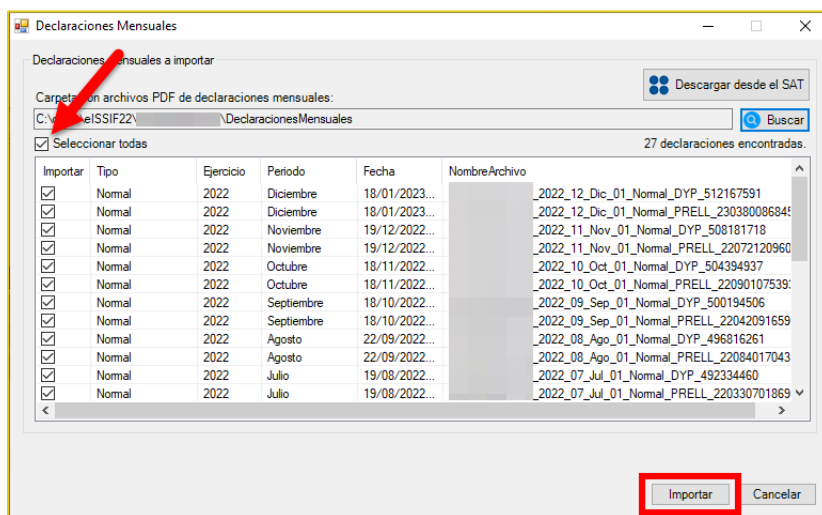 Declaraciones Mensuales
Declaraciones mensuales a importar
Descargar desde el SAT
archivos PDF de declaraciones mensuales:
\eISSIF22\ \DeclaracionesMensuales
Buscar
Seleccionar todas
27 declaraciones encontradas.
Importar Tipo Ejercicio Periodo Fecha NombreArchivo
Normal 2022 Diciembre 18/01/2023... _2022_12_Dic_01_Normal_DYP_512167591
Normal 2022 Diciembre 18/01/2023... _2022_12_Dic_01_Normal_PRELL_230380086845
Normal 2022 Noviembre 19/12/2022... _2022_11_Nov_01_Normal_DYP_508181718
Normal 2022 Noviembre 19/12/2022... _2022_11_Nov_01_Normal_PRELL_22072120960
Normal 2022 Octubre 18/11/2022... _2022_10_Oct_01_Normal_DYP_504394937
Normal 2022 Octubre 18/11/2022... _2022_10_Oct_01_Normal_PRELL_220901075393
Normal 2022 Septiembre 18/10/2022... _2022_09_Sep_01_Normal_DYP_500194506
Normal 2022 Septiembre 18/10/2022... _2022_09_Sep_01_Normal_PRELL_22042091659
Normal 2022 Agosto 22/09/2022... _2022_08_Ago_01_Normal_DYP_496816261
Normal 2022 Agosto 22/09/2022... _2022_08_Ago_01_Normal_PRELL_22084017043
Normal 2022 Julio 19/08/2022... _2022_07_Jul_01_Normal_DYP_492334460
Normal 2022 Julio 19/08/2022... _2022_07_Jul_01_Normal_PRELL_220330701869
Importar Cancelar